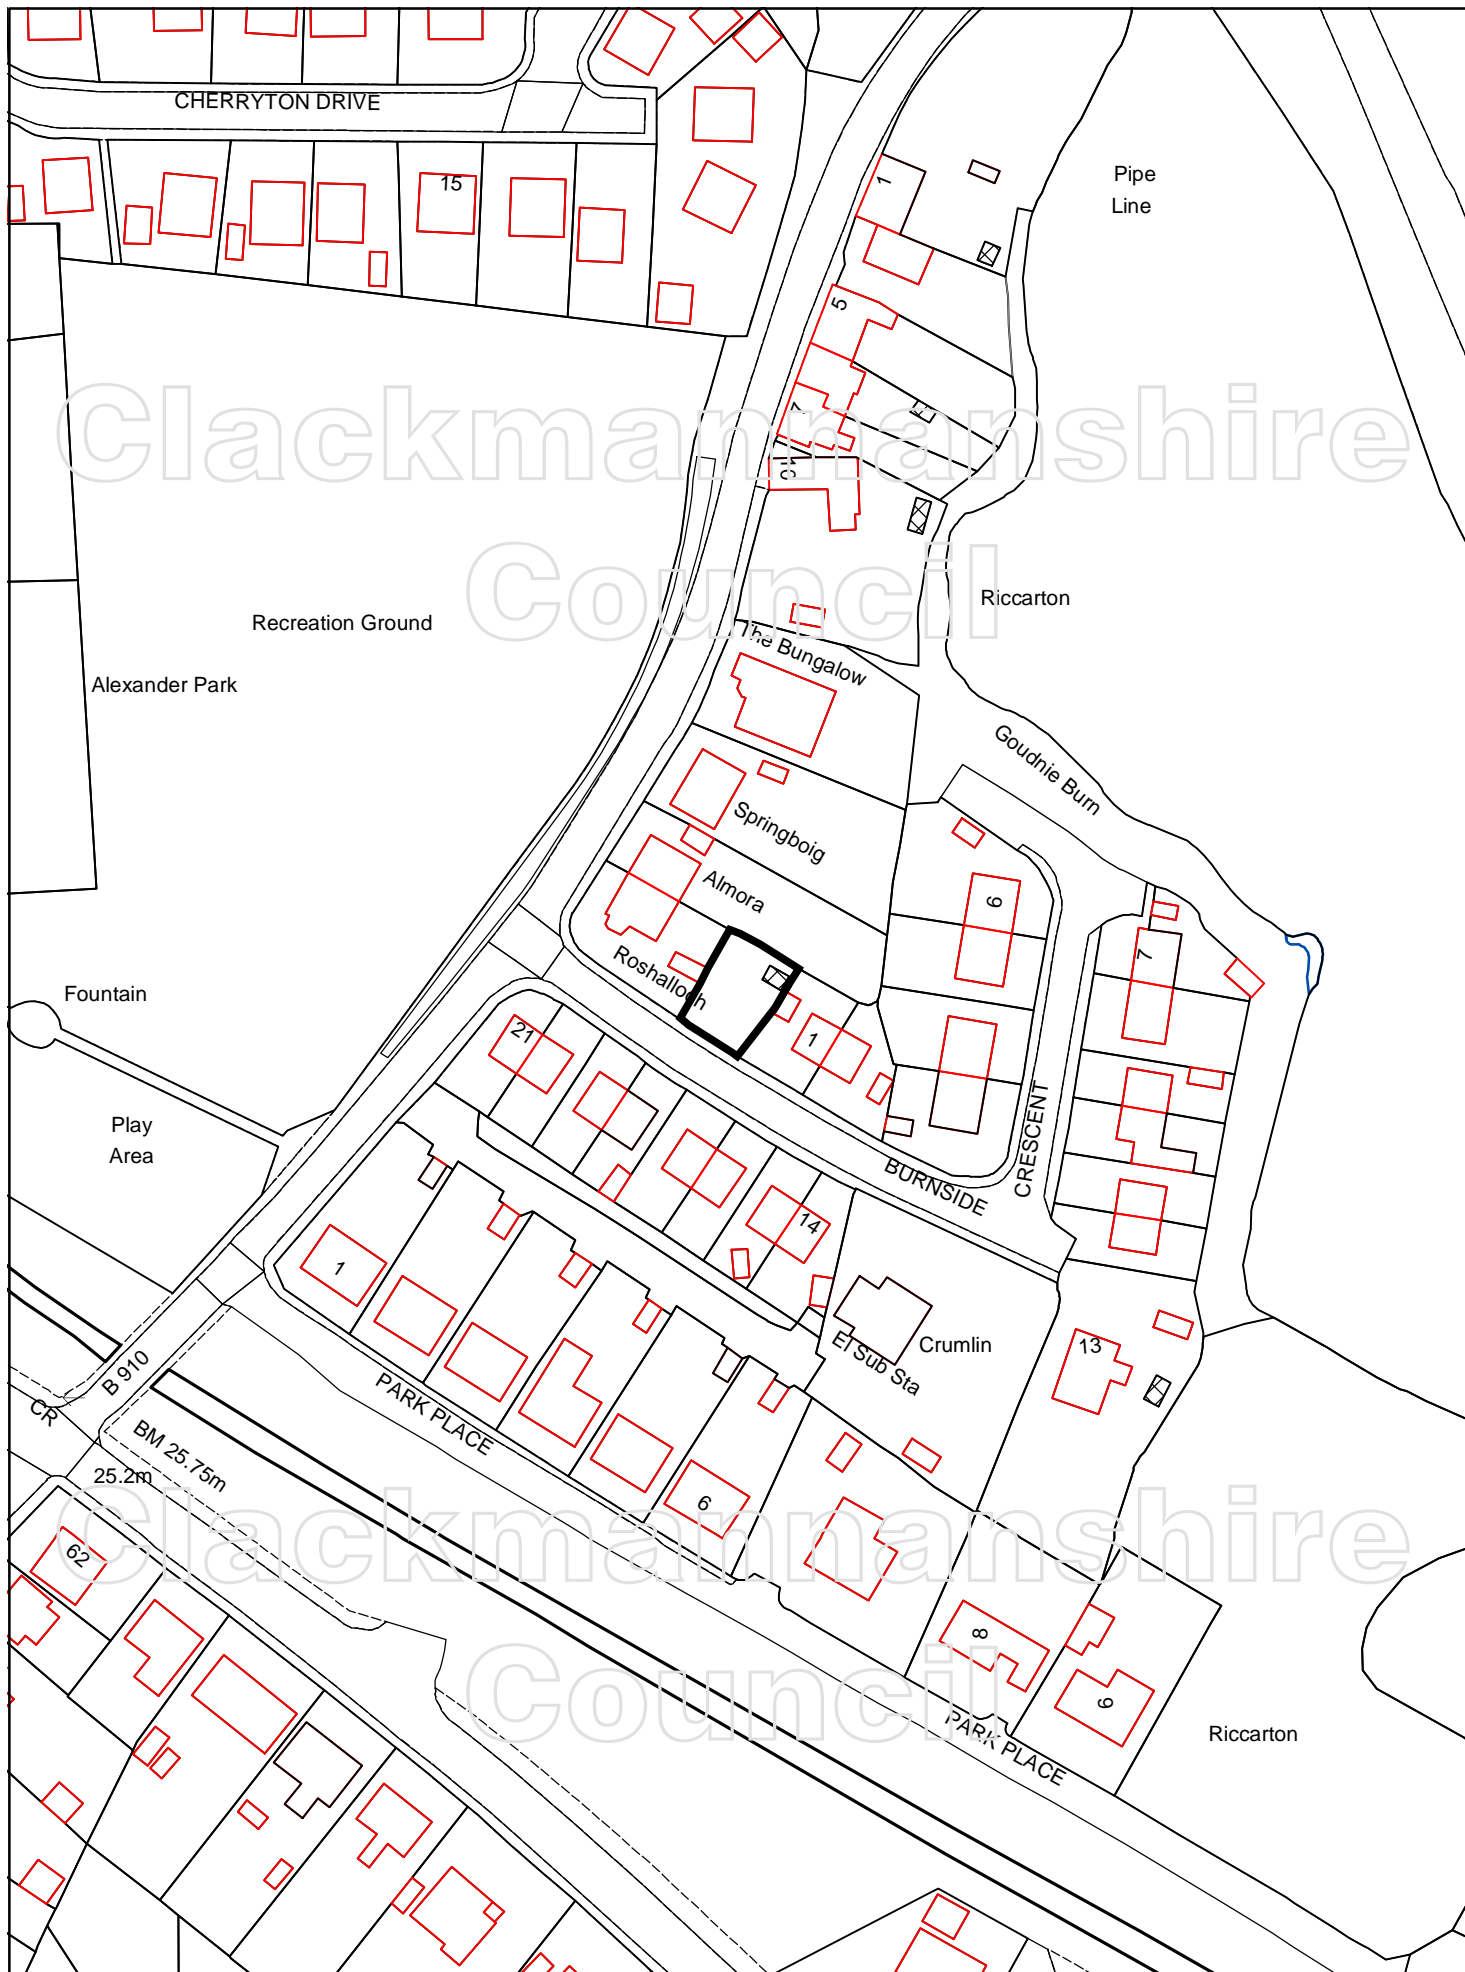 CHERRYTON DRIVE
Pipe
Line
1
15
5
7
Clackmannanshire
10
Council
Riccarton
Recreation Ground
The Bungalow
Alexander Park
Goudnie Burn
Springboig
Almora
6
7
Roshalloch
Fountain
21
1
Play
Area
CRESCENT
BURNSIDE
14
1
Crumlin
El Sub Sta
13
B 910
PARK PLACE
CR
BM 25.75m
25.2m
6
Clackmannanshire
62
8
Council
9
PARK PLACE
Riccarton